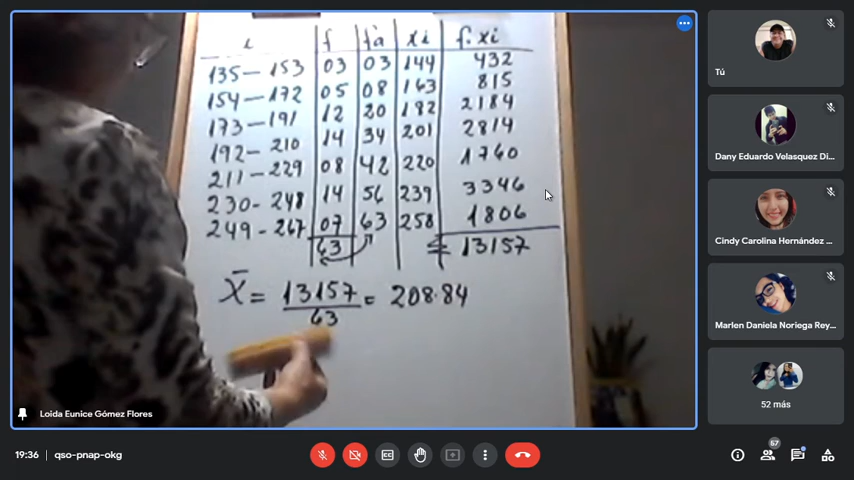 i f fa xi f.xi
135-153 03 03 144 432
154-172 05 08 163 815
173-191 12 20 182 2184
192-210 14 34 201 2814
211-229 08 42 220 1760
230-248 14 56 239 3346
249-267 07 63 258 1806
63 13157
X̄ = 13157 = 208.84
63
Tú
Dany Eduardo Velasquez Di...
Cindy Carolina Hernández ...
Marlen Daniela Noriega Rey...
52 más
Loida Eunice Gómez Flores
19:36 qso-pnap-okg
57